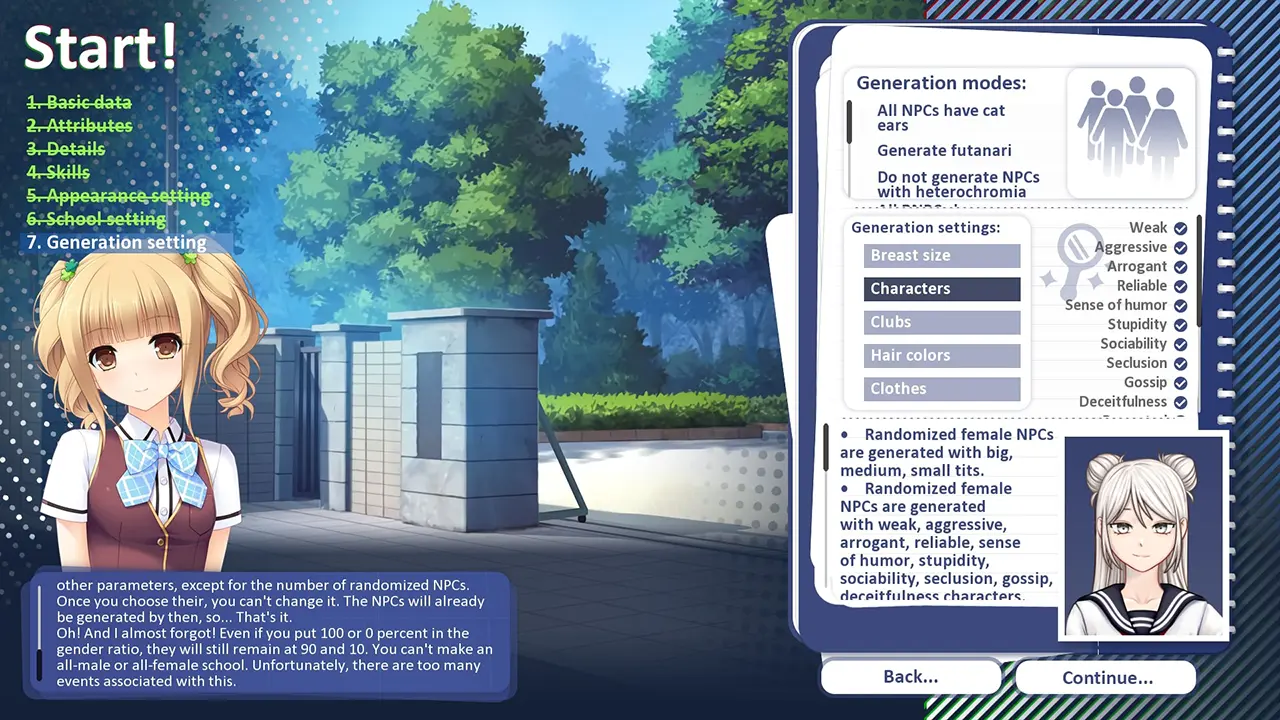 Start!
1. Basic data
2. Attributes
3. Details
4. Skills
5. Appearance setting
6. School setting
7. Generation setting
other parameters, except for the number of randomized NPCs.
Once you choose their, you can't change it. The NPCs will already
be generated by then, so... That's it.
Oh! And I almost forgot! Even if you put 100 or 0 percent in the
gender ratio, they will still remain at 90 and 10. You can't make an
all-male or all-female school. Unfortunately, there are too many
events associated with this.
Generation modes:
All NPCs have cat
ears
Generate futanari
Do not generate NPCs
with heterochromia
Generation settings:
Breast size
Characters
Clubs
Hair colors
Clothes
Weak
Aggressive
Arrogant
Reliable
Sense of humor
Stupidity
Sociability
Seclusion
Gossip
Deceitfulness
• Randomized female NPCs
are generated with big,
medium, small tits.
• Randomized female
NPCs are generated
with weak, aggressive,
arrogant, reliable, sense
of humor, stupidity,
sociability, seclusion, gossip,
deceitfulness characters.
Back...
Continue...